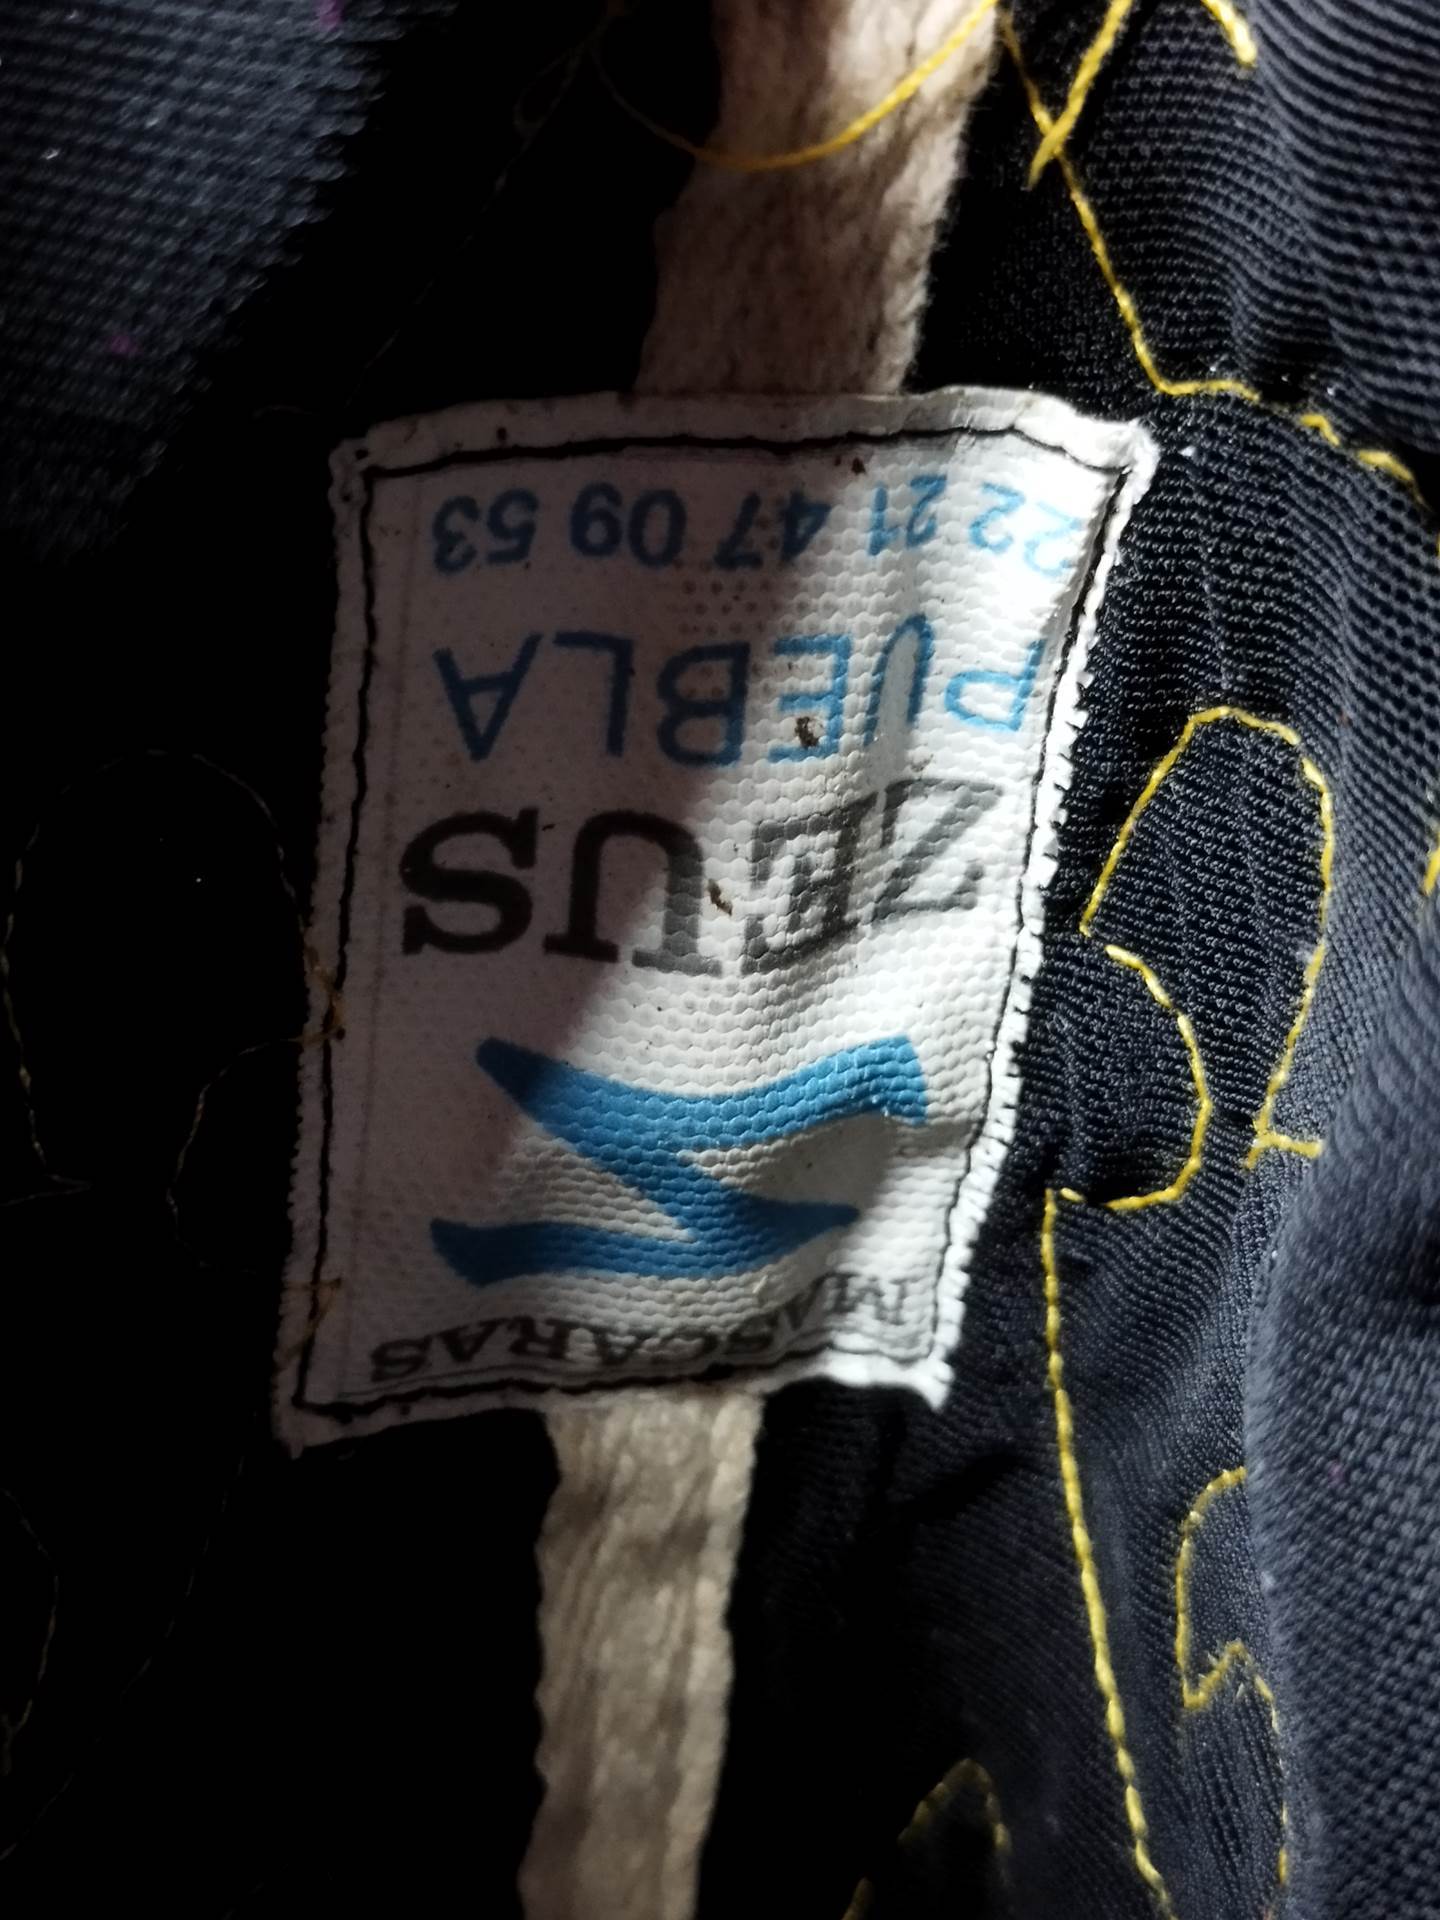 MASCARAS
ZEUS
PUEBLA
22 21 47 09 53